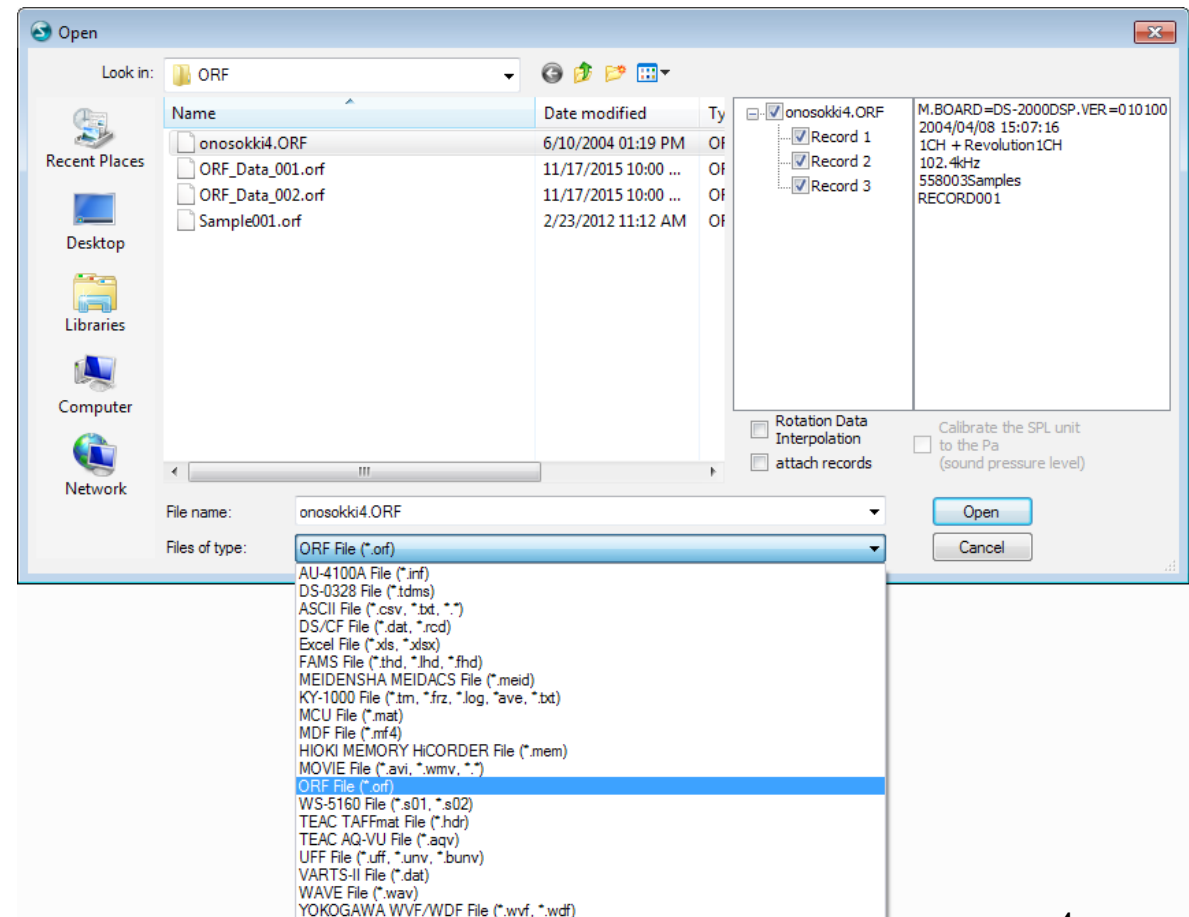 Open
Look in:
ORF
Recent Places
Desktop
Libraries
Computer
Network
Name
Date modified
Ty
onosokki4.ORF
6/10/2004 01:19 PM
OF
ORF_Data_001.orf
11/17/2015 10:00 ...
OF
ORF_Data_002.orf
11/17/2015 10:00 ...
OF
Sample001.orf
2/23/2012 11:12 AM
OF
onosokki4.ORF
Record 1
Record 2
Record 3
M.BOARD=DS-2000DSP.VER=010100
2004/04/08 15:07:16
1CH + Revolution1CH
102.4kHz
558003Samples
RECORD001
Rotation Data
Interpolation
attach records
Calibrate the SPL unit
to the Pa
(sound pressure level)
File name:
onosokki4.ORF
Open
Files of type:
ORF File (*.orf)
Cancel
AU-4100A File (*.inf)
DS-0328 File (*.tdms)
ASCII File (*.csv, *.txt, *.*)
DS/CF File (*.dat, *.rcd)
Excel File (*.xls, *.xlsx)
FAMS File (*.thd, *.lhd, *.fhd)
MEIDENSHA MEIDACS File (*.meid)
KY-1000 File (*.trn, *.frz, *.log, *ave, *.txt)
MCU File (*.mat)
MDF File (*.mf4)
HIOKI MEMORY HiCORDER File (*.mem)
MOVIE File (*.avi, *.wmv, *.*)
ORF File (*.orf)
WS-5160 File (*.s01, *.s02)
TEAC TAFFmat File (*.hdr)
TEAC AQ-VU File (*.aqv)
UFF File (*.uff, *.unv, *.bunv)
VARTS-II File (*.dat)
WAVE File (*.wav)
YOKOGAWA WVF/WDF File (*.wvf, *.wdf)